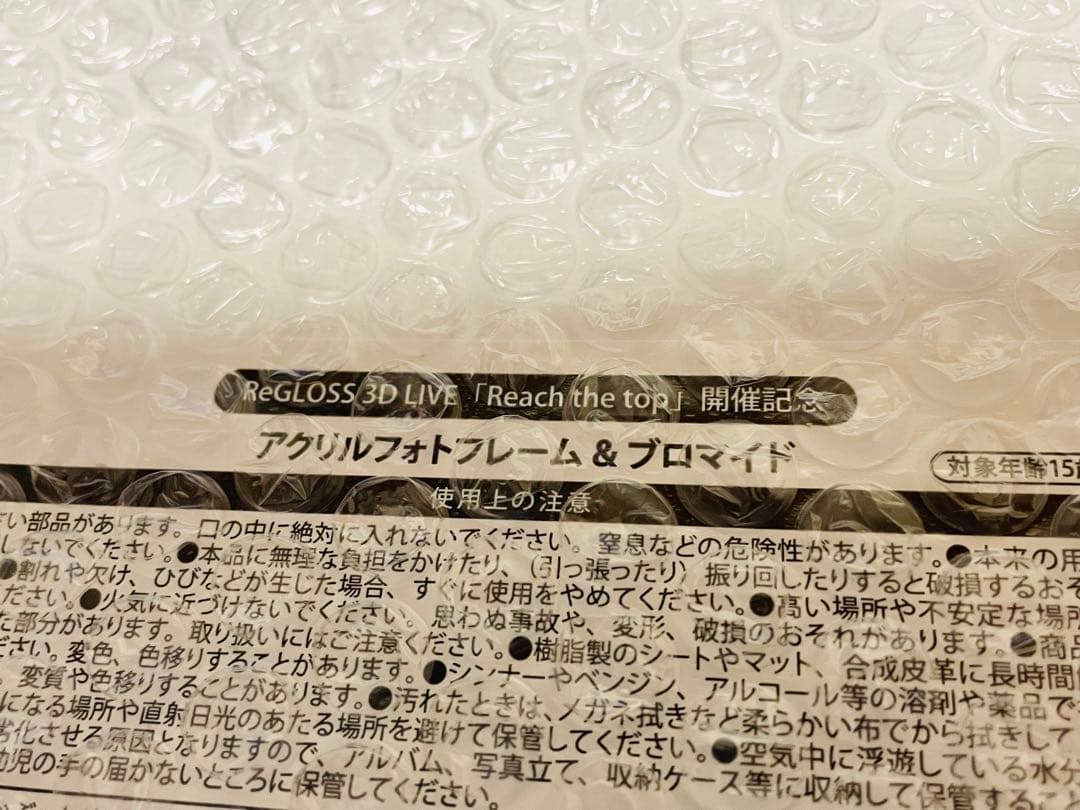 ReGLOSS 3D LIVE「Reach the top」開催記念
アクリルフォトフレーム & ブロマイド
対象年齢15
使用上の注意
い部品があります。口の中に絶対に入れないでください。窒息などの危険性があります。●本来の用
しないでください。●本品に無理な負担をかけたり、(引っ張ったり) 振り回したりすると破損するおそ
●割れや欠け、ひびなどが生じた場合、すぐに使用をやめてください。●高い場所や不安定な場所
ださい。●火気に近づけないでください。思わぬ事故や、変形、破損のおそれがあります。●商品
た部分があります。取り扱いにはご注意ください。●樹脂製のシートやマット、合成皮革に長時間
ださい。変色、色移りすることがあります。●シンナーやベンジン、アルコール等の溶剤や薬品で
。変質や色移りすることがあります。●汚れたときは、メガネ拭きなど柔らかい布でから拭きして
になる場所や直射日光のあたる場所を避けて保管してください。●空気中に浮遊している水分
劣化させる原因となりますので、アルバム、写真立て、収納ケース等に収納して保管すること
幼児の手の届かないところに保管してください。